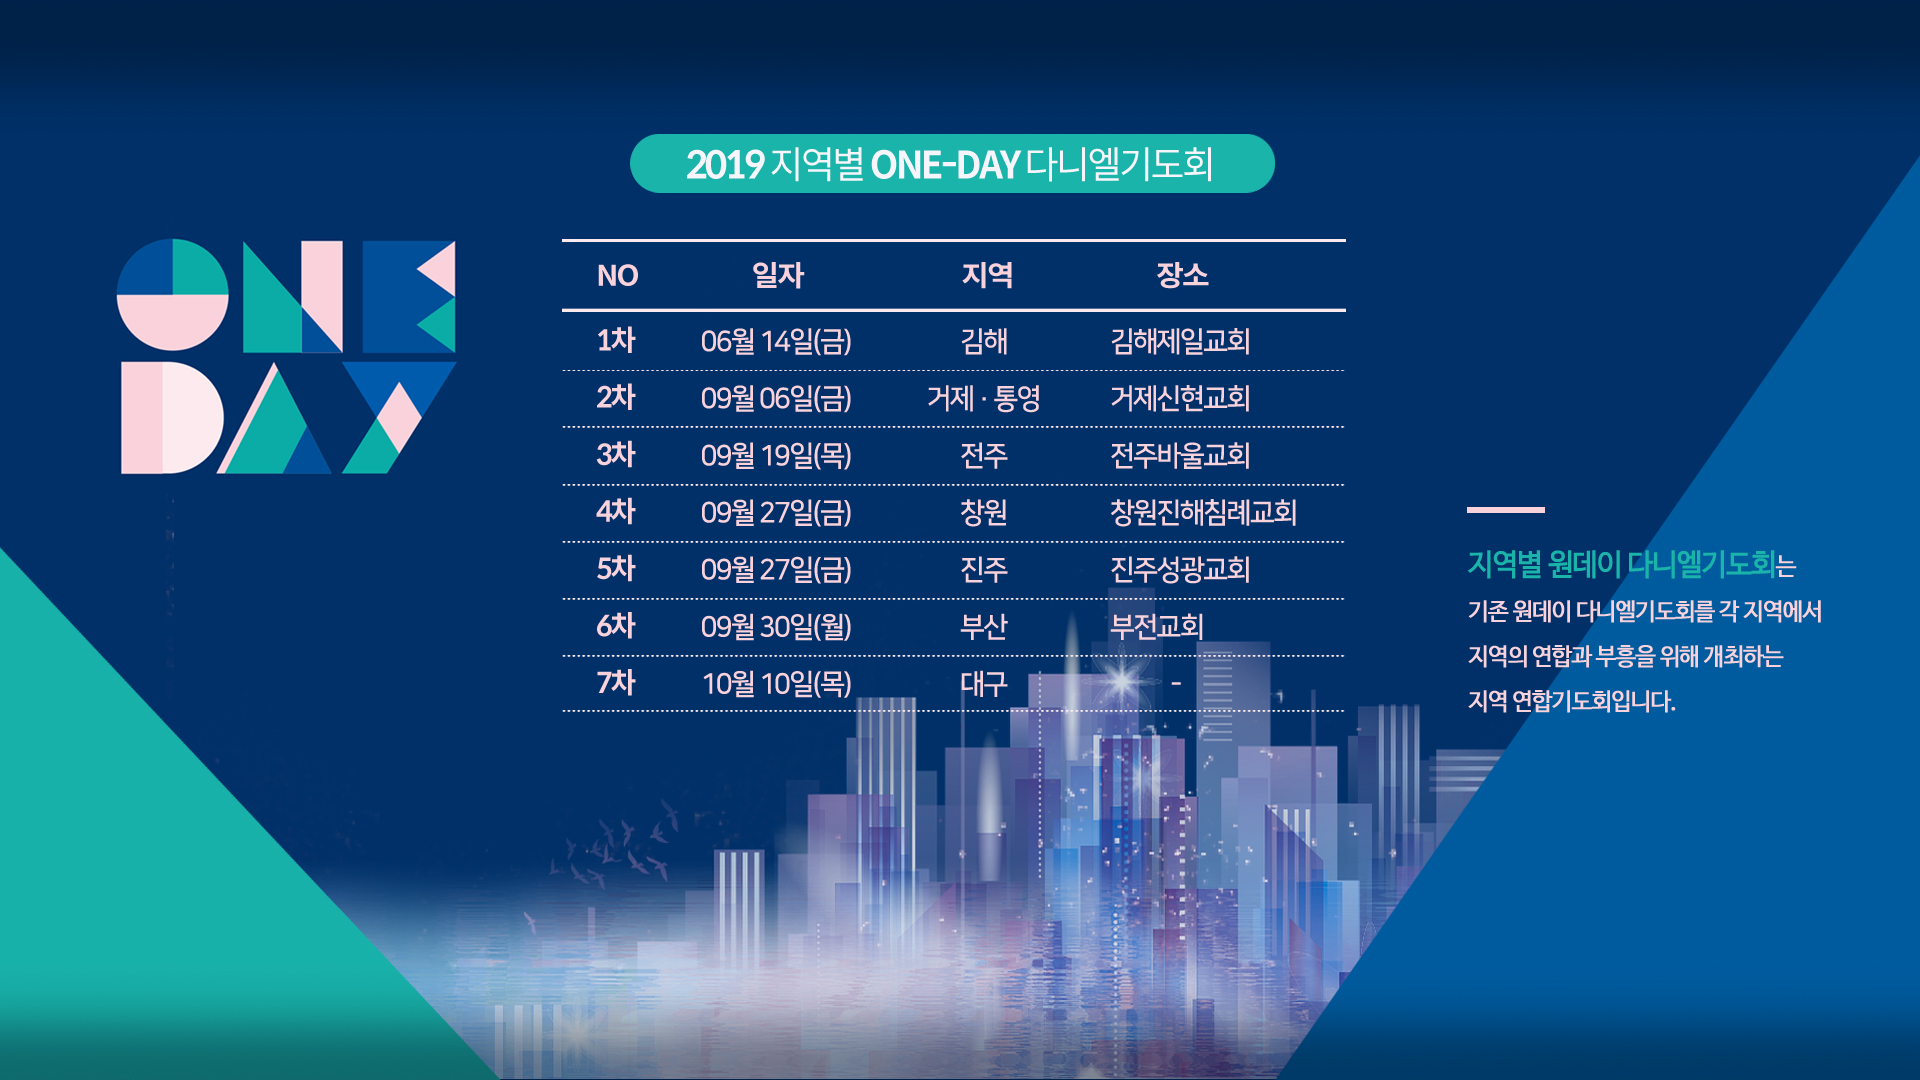 2019 지역별 ONE-DAY 다니엘기도회
ONE
DAY
NO 일자 지역 장소
1차 06월 14일(금) 김해 김해제일교회
2차 09월 06일(금) 거제 · 통영 거제신현교회
3차 09월 19일(목) 전주 전주바울교회
4차 09월 27일(금) 창원 창원진해침례교회
5차 09월 27일(금) 진주 진주성광교회
6차 09월 30일(월) 부산 부전교회
7차 10월 10일(목) 대구 -
지역별 원데이 다니엘기도회는
기존 원데이 다니엘기도회를 각 지역에서
지역의 연합과 부흥을 위해 개최하는
지역 연합기도회입니다.